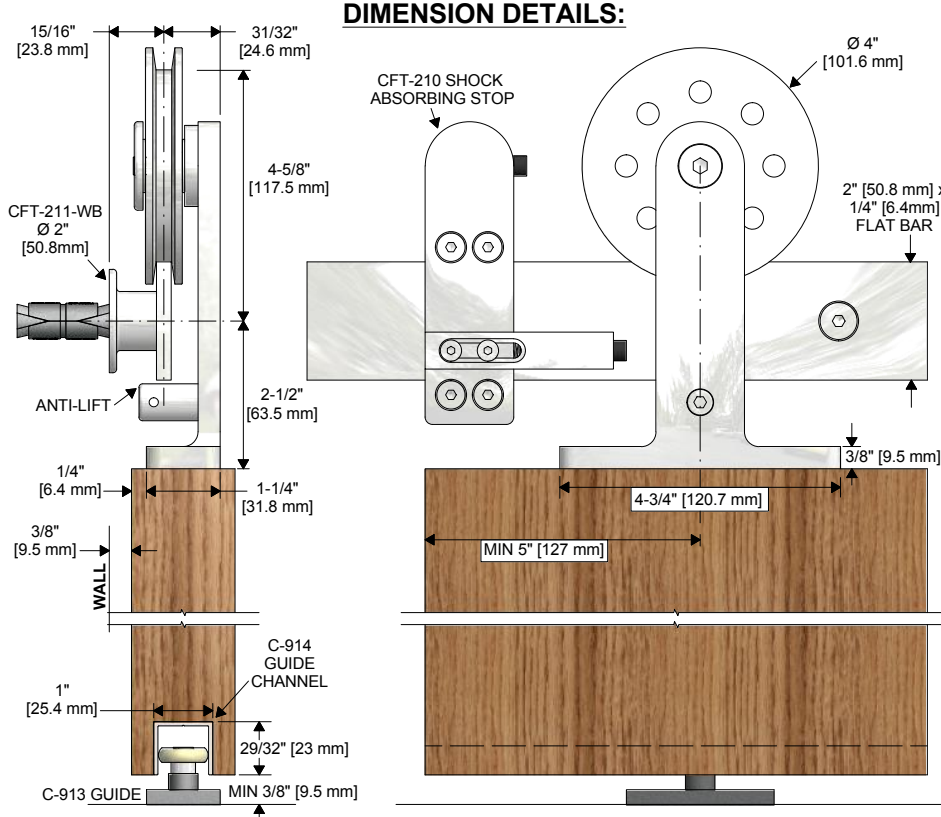 DIMENSION DETAILS:
15/16"
[23.8 mm]
31/32"
[24.6 mm]
Ø 4"
[101.6 mm]
CFT-210 SHOCK
ABSORBING STOP
4-5/8"
[117.5 mm]
2" [50.8 mm] x
1/4" [6.4mm]
FLAT BAR
CFT-211-WB
Ø 2"
[50.8mm]
ANTI-LIFT
2-1/2"
[63.5 mm]
3/8" [9.5 mm]
1/4"
[6.4 mm]
1-1/4"
[31.8 mm]
4-3/4" [120.7 mm]
3/8"
[9.5 mm]
MIN 5" [127 mm]
WALL
C-914
GUIDE
CHANNEL
1"
[25.4 mm]
29/32" [23 mm]
C-913 GUIDE
MIN 3/8" [9.5 mm]